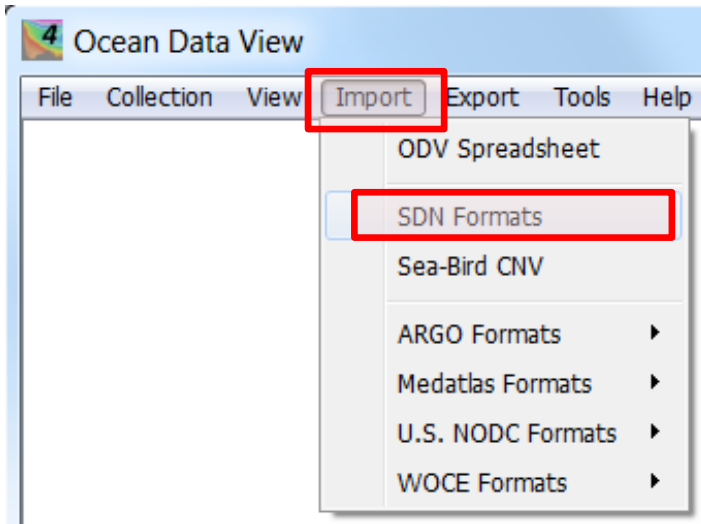 4 Ocean Data View
File Collection View Import Export Tools Help
ODV Spreadsheet
SDN Formats
Sea-Bird CNV
ARGO Formats
Medatlas Formats
U.S. NODC Formats
WOCE Formats